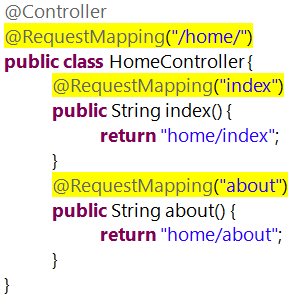 @Controller
@RequestMapping("/home/")
public class HomeController {
@RequestMapping("index")
public String index() {
return "home/index";
}
@RequestMapping("about")
public String about() {
return "home/about";
}
}